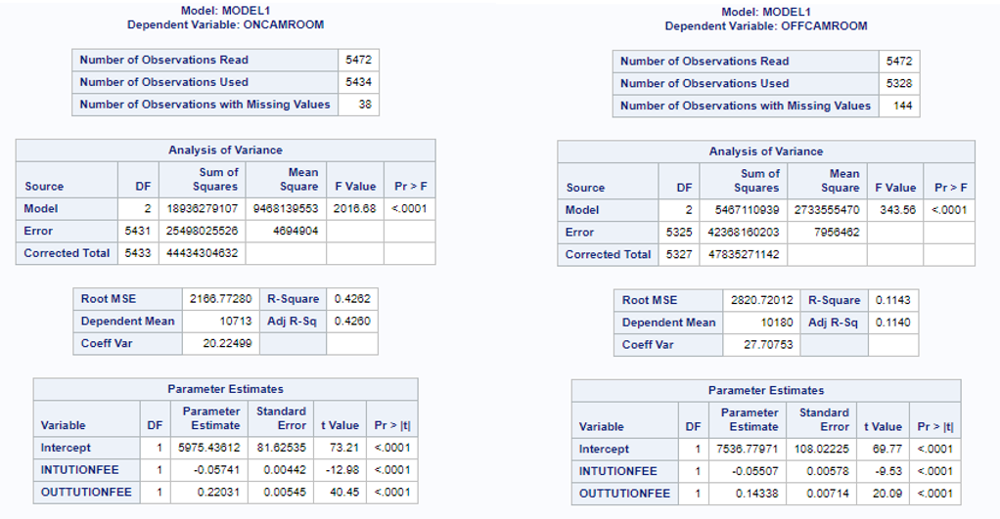 Model: MODEL1
Dependent Variable: ONCAMROOM
Number of Observations Read 5472
Number of Observations Used 5434
Number of Observations with Missing Values 38
Analysis of Variance
Source DF Sum of Squares Mean Square F Value Pr > F
Model 2 18936279107 9468139553 2016.68 <.0001
Error 5431 25498025526 4694904
Corrected Total 5433 44434304632
Root MSE 2166.77280 R-Square 0.4262
Dependent Mean 10713 Adj R-Sq 0.4260
Coeff Var 20.22499
Parameter Estimates
Variable DF Parameter Estimate Standard Error t Value Pr > |t|
Intercept 1 5975.43612 81.62535 73.21 <.0001
INTUTIONFEE 1 -0.05741 0.00442 -12.98 <.0001
OUTTUTIONFEE 1 0.22031 0.00545 40.45 <.0001
Model: MODEL1
Dependent Variable: OFFCAMROOM
Number of Observations Read 5472
Number of Observations Used 5328
Number of Observations with Missing Values 144
Analysis of Variance
Source DF Sum of Squares Mean Square F Value Pr > F
Model 2 5467110939 2733555470 343.56 <.0001
Error 5325 42368160203 7956462
Corrected Total 5327 47835271142
Root MSE 2820.72012 R-Square 0.1143
Dependent Mean 10180 Adj R-Sq 0.1140
Coeff Var 27.70753
Parameter Estimates
Variable DF Parameter Estimate Standard Error t Value Pr > |t|
Intercept 1 7536.77971 108.02225 69.77 <.0001
INTUTIONFEE 1 -0.05507 0.00578 -9.53 <.0001
OUTTUTIONFEE 1 0.14338 0.00714 20.09 <.0001